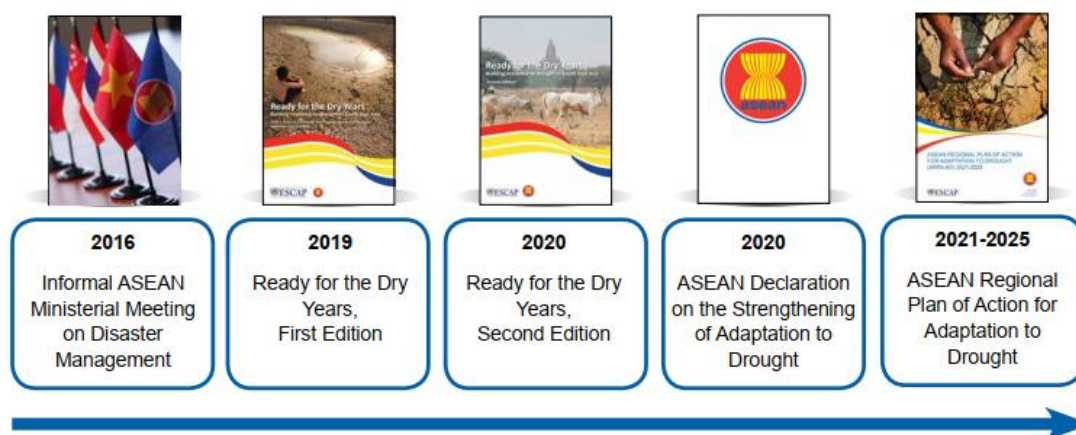 Ready for the Dry Years
ESCAP
Ready for the Dry Years
ESCAP
asean
ASEAN REGIONAL PLAN OF ACTION
FOR ADAPTATION TO DROUGHT
ESCAP
2016
Informal ASEAN
Ministerial Meeting
on Disaster
Management
2019
Ready for the Dry
Years,
First Edition
2020
Ready for the Dry
Years,
Second Edition
2020
ASEAN Declaration
on the Strengthening
of Adaptation to
Drought
2021-2025
ASEAN Regional
Plan of Action for
Adaptation to
Drought